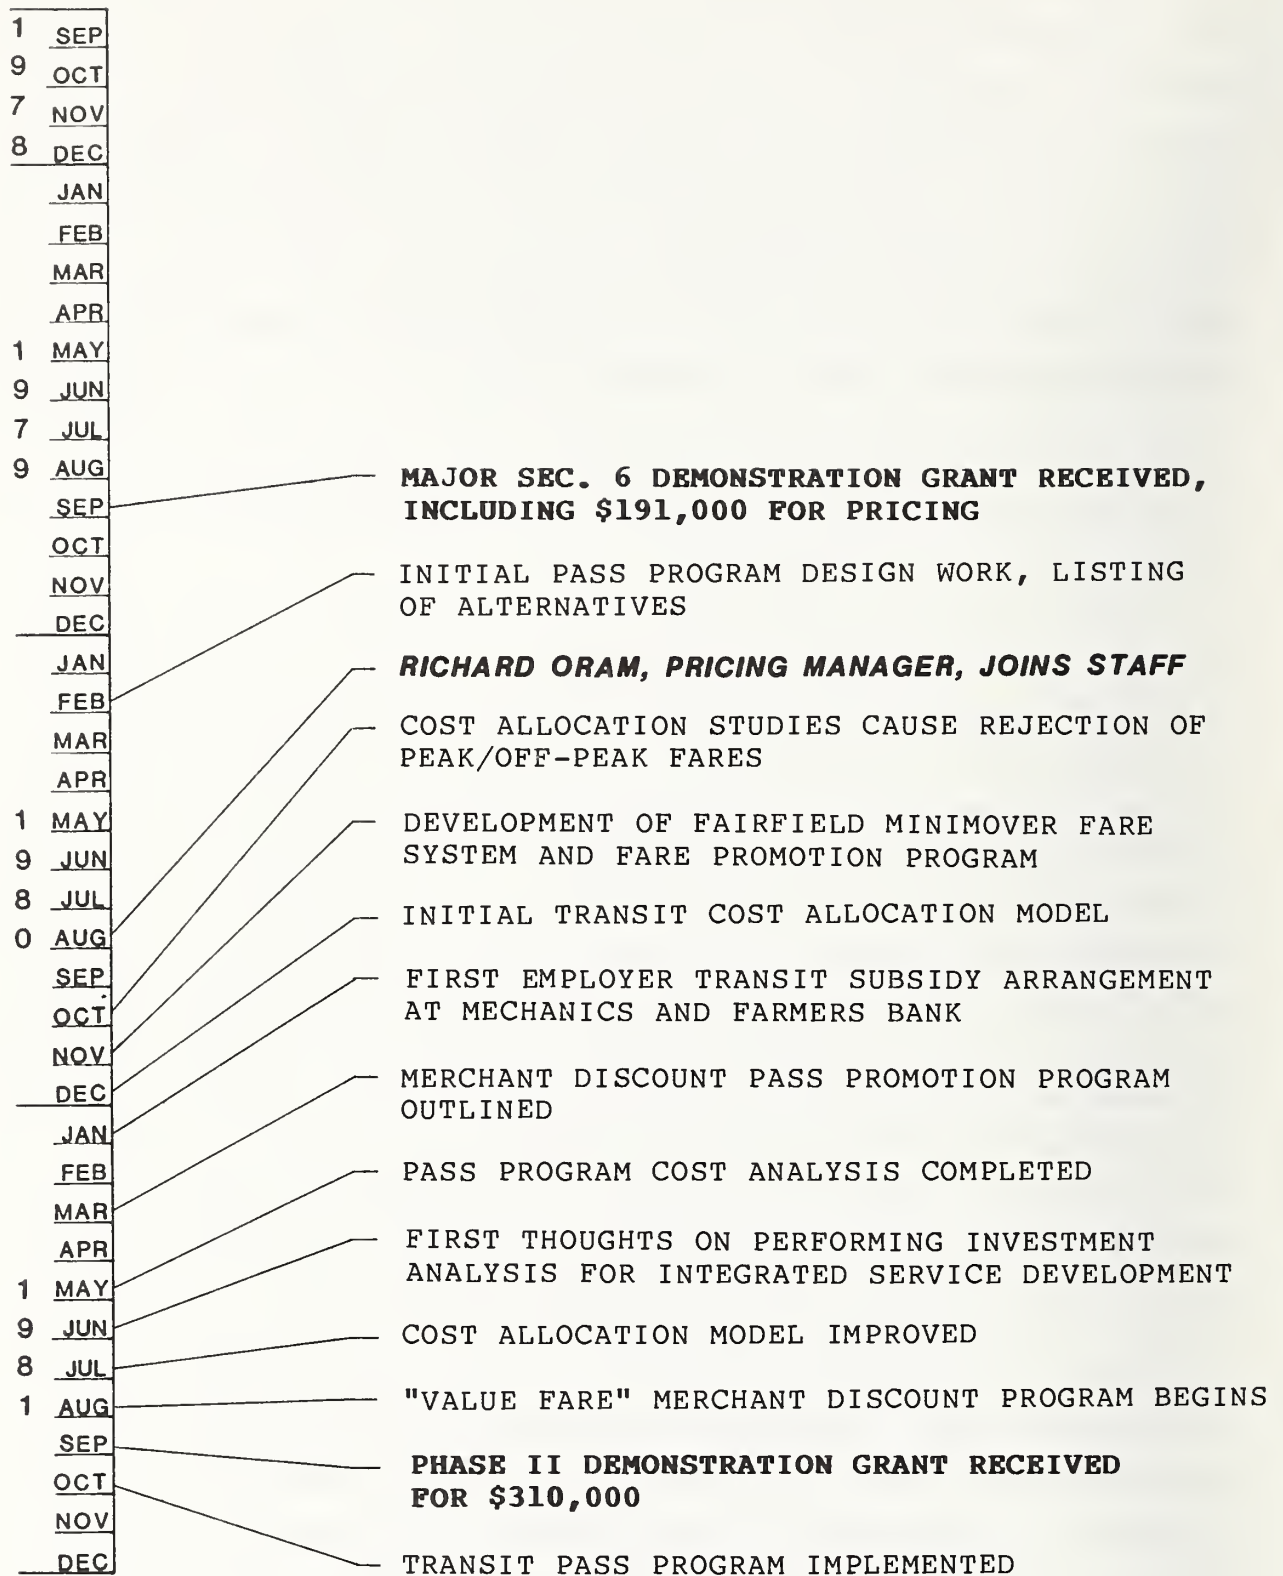 1 SEP
9 OCT
7 NOV
8 DEC
JAN
FEB
MAR
APR
1 MAY
9 JUN
7 JUL
9 AUG
SEP
OCT
NOV
DEC
JAN
FEB
MAR
APR
1 MAY
9 JUN
8 JUL
0 AUG
SEP
OCT
NOV
DEC
JAN
FEB
MAR
APR
1 MAY
9 JUN
8 JUL
1 AUG
SEP
OCT
NOV
DEC
MAJOR SEC. 6 DEMONSTRATION GRANT RECEIVED,
INCLUDING $191,000 FOR PRICING
INITIAL PASS PROGRAM DESIGN WORK, LISTING
OF ALTERNATIVES
RICHARD ORAM, PRICING MANAGER, JOINS STAFF
COST ALLOCATION STUDIES CAUSE REJECTION OF
PEAK/OFF-PEAK FARES
DEVELOPMENT OF FAIRFIELD MINIMOVER FARE
SYSTEM AND FARE PROMOTION PROGRAM
INITIAL TRANSIT COST ALLOCATION MODEL
FIRST EMPLOYER TRANSIT SUBSIDY ARRANGEMENT
AT MECHANICS AND FARMERS BANK
MERCHANT DISCOUNT PASS PROMOTION PROGRAM
OUTLINED
PASS PROGRAM COST ANALYSIS COMPLETED
FIRST THOUGHTS ON PERFORMING INVESTMENT
ANALYSIS FOR INTEGRATED SERVICE DEVELOPMENT
COST ALLOCATION MODEL IMPROVED
"VALUE FARE" MERCHANT DISCOUNT PROGRAM BEGINS
PHASE II DEMONSTRATION GRANT RECEIVED
FOR $310,000
TRANSIT PASS PROGRAM IMPLEMENTED